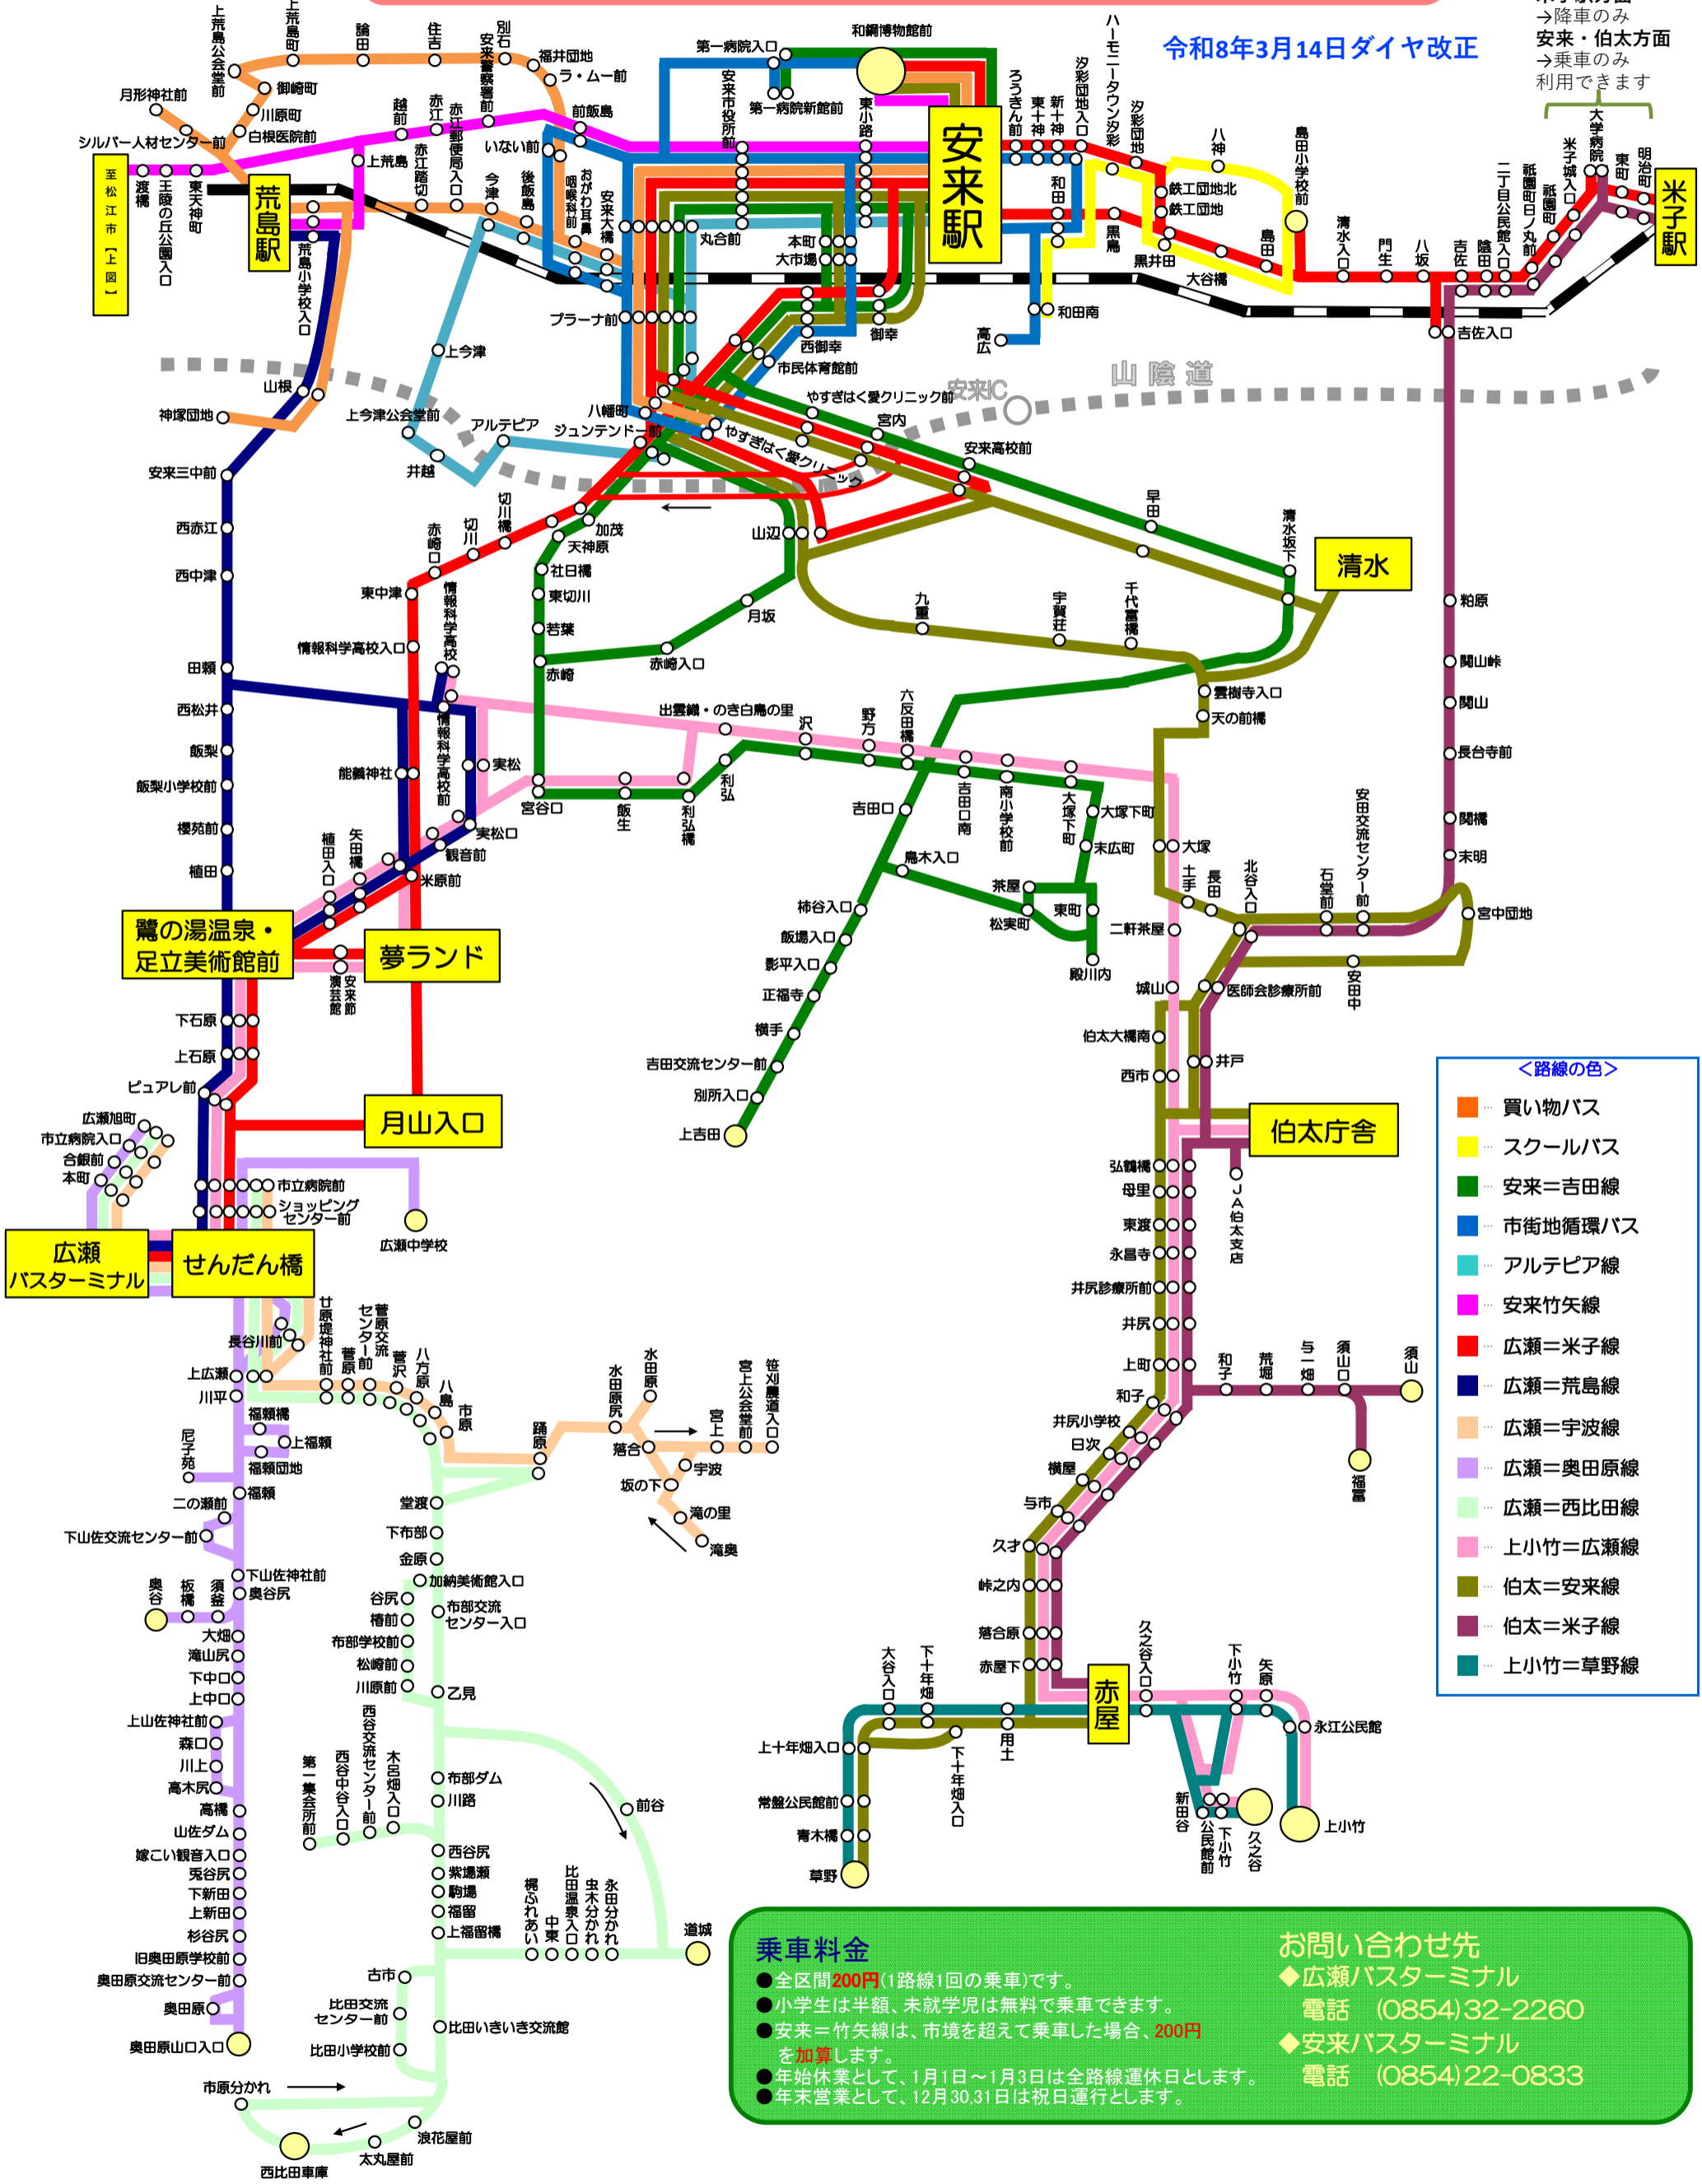 →降車のみ
安来・伯太方面
→乗車のみ
利用できます
令和8年3月14日ダイヤ改正
上荒島公会堂前
上荒島町
論田
住吉
安来警察署前
別石
福井団地
ラ・ムー前
御崎町
川原町
白根医院前
月形神社前
シルバー人材センター前
越前
赤江
赤江郵便局入口
赤江踏切
上荒島
今津
後飯島
いない前
前飯島
おがわ耳鼻
咽喉科前
安来大橋
第一病院入口
第一病院新館前
和鋼博物館前
安来市役所前
東小路
丸合前
本町
大市場
安来駅
ろうきん前
東十神
新十神
汐彩団地入口
ハーモニータウン汐彩
汐彩団地
八神
島田小学校前
鉄工団地北
鉄工団地
和田
黒鳥
黒井田
大谷橋
島田
清水入口
門生
八坂
吉佐
陰田
二丁目公民館入口
祇園町日ノ丸前
祇園町
米子城入口
大学病院
東町
明治町
米子駅
吉佐入口
和田南
高広
至松江市【上図】
渡橋
王陵の丘公園入口
東天神町
荒島駅
荒島小学校入口
プラーナ前
西御幸
御幸
市民体育館前
上今津
上今津公会堂前
井越
アルテピア
山根
神塚団地
八幡町
ジュンテンドー前
やすぎはく愛クリニック前
やすぎはく愛クリニック
宮内
安来高校前
安来IC
山陰道
安来三中前
西赤江
西中津
田頼
西松井
飯梨
飯梨小学校前
櫻苑前
植田
切川橋
切川
赤崎口
東中津
情報科学高校入口
情報科学高校
情報科学高校前
能義神社
実松
実松口
観音前
米原前
矢田橋
植田入口
加茂
天神原
社日橋
東切川
若葉
赤崎
赤崎入口
月坂
山辺
早田
清水坂下
清水
九重
宇賀荘
千代富橋
雲樹寺入口
天の前橋
出雲織・のき白鳥の里
沢
野方
六反田橋
吉田口南
南小学校前
大塚下町
大塚下町
末広町
宮谷口
飯生
利弘橋
利弘
吉田口
鳥木入口
茶屋
松実町
東町
殿川内
柿谷入口
飯場入口
影平入口
正福寺
横手
吉田交流センター前
別所入口
上吉田
大塚
土手
長田
北谷入口
石堂前
安田交流センター前
宮中団地
安田中
医師会診療所前
二軒茶屋
城山
伯太大橋南
西市
井戸
粕原
関山峠
関山
長台寺前
関橋
末明
鷺の湯温泉・
足立美術館前
夢ランド
安来節
演芸館
下石原
上石原
ピュアレ前
月山入口
広瀬旭町
市立病院入口
合銀前
本町
市立病院前
ショッピング
センター前
広瀬中学校
広瀬
バスターミナル
せんだん橋
伯太庁舎
JA伯太支店
弘鶴橋
母里
東渡
永昌寺
井尻診療所前
井尻
上町
和子
井尻小学校
日次
横屋
与市
久才
峠之内
落合原
赤屋下
和子
荒堀
与一畑
須山口
須山
福冨
<路線の色>
買い物バス
スクールバス
安来=吉田線
市街地循環バス
アルテピア線
安来竹矢線
広瀬=米子線
広瀬=荒島線
広瀬=宇波線
広瀬=奥田原線
広瀬=西比田線
上小竹=広瀬線
伯太=安来線
伯太=米子線
上小竹=草野線
長谷川前
上広瀬
川平
廿原堤神社前
菅原
菅原交流
センター前
菅沢
八方原
八島
市原
踊原
水田原尻
水田原
落合
宮上
宮上公会堂前
笹刈農道入口
宇波
坂の下
滝の里
滝奥
福頼橋
上福頼
福頼団地
尼子苑
福頼
二の瀬前
下山佐交流センター前
下山佐神社前
奥谷尻
奥谷
板橋
須釜
大畑
滝山尻
下中口
上中口
上山佐神社前
森口
川上
高木尻
高橋
山佐ダム
嫁こい観音入口
兎谷尻
下新田
上新田
杉谷尻
旧奥田原学校前
奥田原交流センター前
奥田原
奥田原山口入口
堂渡
下布部
金原
加納美術館入口
谷尻
椿前
布部学校前
松崎前
川原前
布部交流
センター入口
乙見
第一集会所前
西谷中谷入口
西谷交流センター前
木呂畑入口
布部ダム
川路
西谷尻
紫場瀬
駒場
福留
上福留橋
前谷
梶ふれあい
中東
比田温泉入口
虫木分かれ
永田分かれ
道城
古市
比田交流
センター前
比田小学校前
比田いきいき交流館
市原分かれ
浪花屋前
太丸屋前
西比田車庫
赤屋
大谷入口
下十年畑
用土
下十年畑入口
上十年畑入口
常盤公民館前
青木橋
草野
久之谷入口
下小竹
矢原
永江公民館
上小竹
新田谷
公民館前
下小竹
久之谷
乗車料金
●全区間200円(1路線1回の乗車)です。
●小学生は半額、未就学児は無料で乗車できます。
●安来=竹矢線は、市境を超えて乗車した場合、200円
を加算します。
●年始休業として、1月1日~1月3日は全路線運休日とします。
●年末営業として、12月30,31日は祝日運行とします。
お問い合わせ先
◆広瀬バスターミナル
電話 (0854)32-2260
◆安来バスターミナル
電話 (0854)22-0833